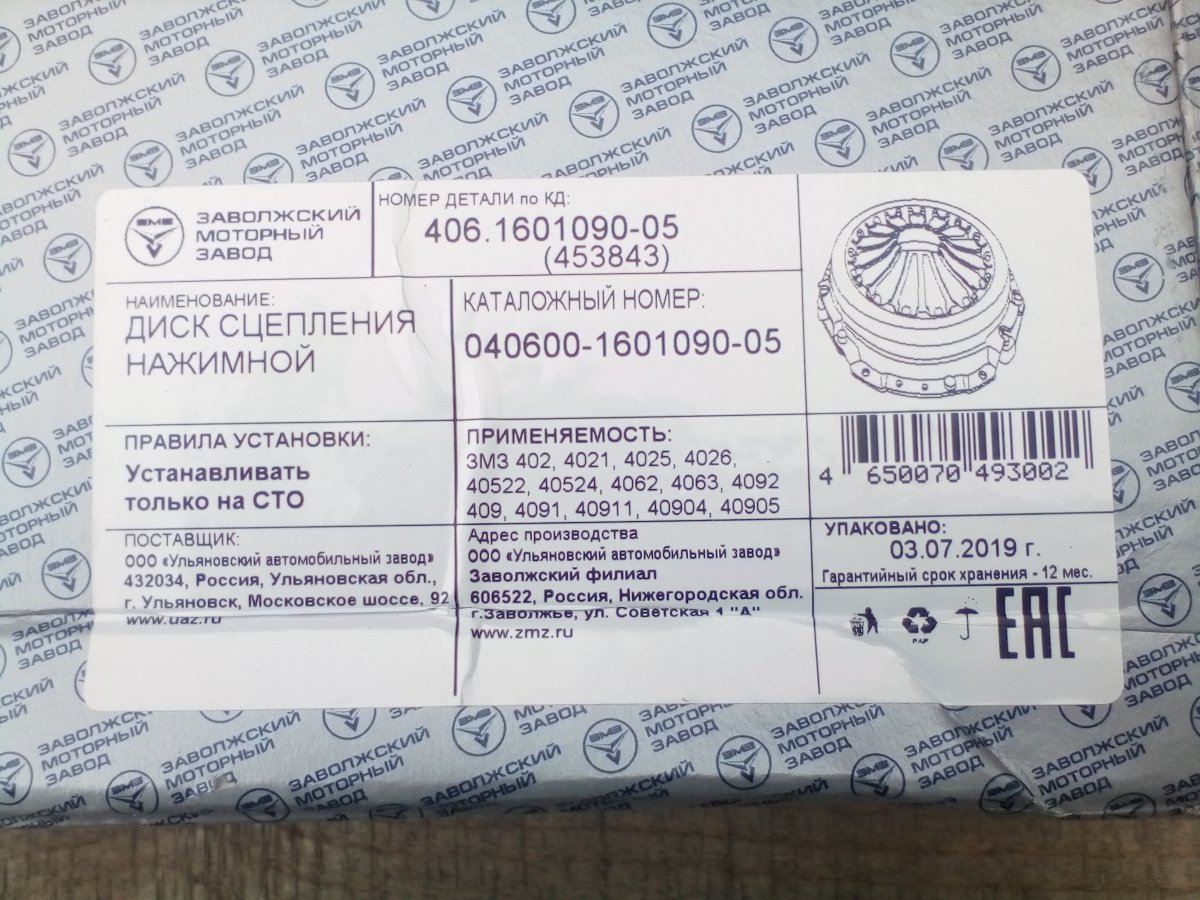 ЗМЗ
ЗАВОЛЖСКИЙ
МОТОРНЫЙ
ЗАВОД
НОМЕР ДЕТАЛИ по КД:
406.1601090-05
(453843)
НАИМЕНОВАНИЕ:
ДИСК СЦЕПЛЕНИЯ
НАЖИМНОЙ
КАТАЛОЖНЫЙ НОМЕР:
040600-1601090-05
ПРАВИЛА УСТАНОВКИ:
Устанавливать
только на СТО
ПРИМЕНЯЕМОСТЬ:
ЗМЗ 402, 4021, 4025, 4026,
40522, 40524, 4062, 4063, 4092
409, 4091, 40911, 40904, 40905
4 650070 493002
ПОСТАВЩИК:
ООО «Ульяновский автомобильный завод»
432034, Россия, Ульяновская обл.,
г. Ульяновск, Московское шоссе, 92
www.uaz.ru
Адрес производства
ООО «Ульяновский автомобильный завод»
Заволжский филиал
606522, Россия, Нижегородская обл.
г.Заволжье, ул. Советская 1 "А"
www.zmz.ru
УПАКОВАНО:
03.07.2019 г.
Гарантийный срок хранения - 12 мес.
PAP
EAC